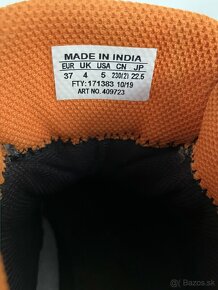 MADE IN INDIA
EUR UK USA CN JP
37 4 5 230(2) 22.5
FTY: 171383 10/19
ART NO. 409723
Bazos.sk